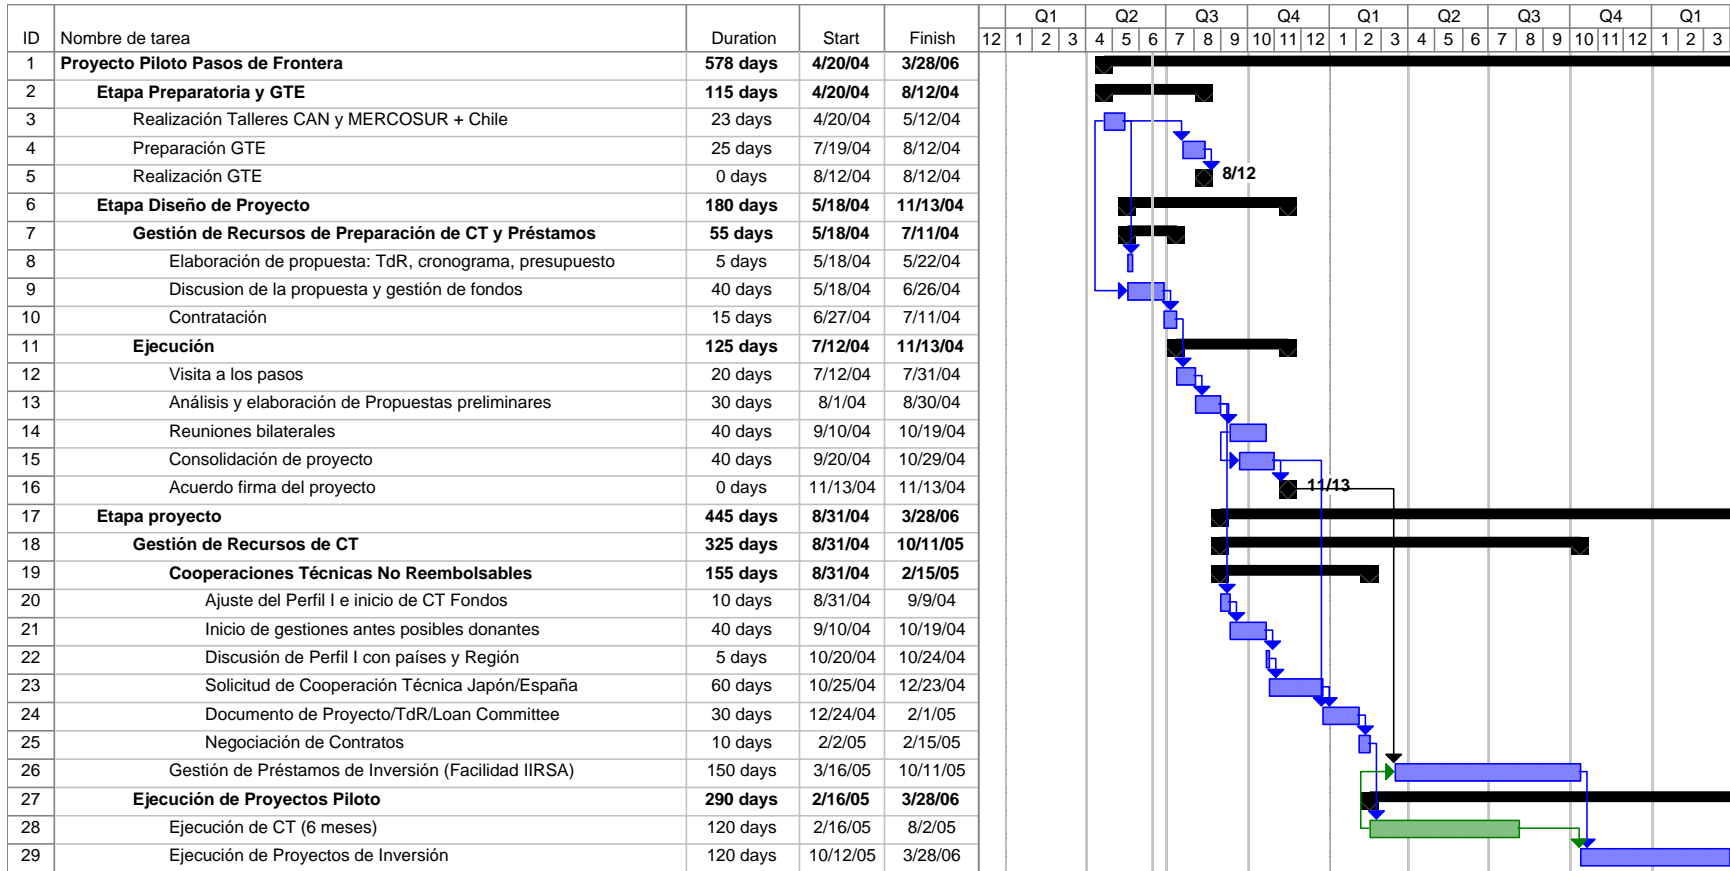 Q1 Q2 Q3 Q4 Q1 Q2 Q3 Q4 Q1
ID Nombre de tarea Duration Start Finish 12 1 2 3 4 5 6 7 8 9 10 11 12 1 2 3 4 5 6 7 8 9 10 11 12 1 2 3
1 Proyecto Piloto Pasos de Frontera 578 days 4/20/04 3/28/06
2 Etapa Preparatoria y GTE 115 days 4/20/04 8/12/04
3 Realización Talleres CAN y MERCOSUR + Chile 23 days 4/20/04 5/12/04
4 Preparación GTE 25 days 7/19/04 8/12/04
5 Realización GTE 0 days 8/12/04 8/12/04 8/12
6 Etapa Diseño de Proyecto 180 days 5/18/04 11/13/04
7 Gestión de Recursos de Preparación de CT y Préstamos 55 days 5/18/04 7/11/04
8 Elaboración de propuesta: TdR, cronograma, presupuesto 5 days 5/18/04 5/22/04
9 Discusion de la propuesta y gestión de fondos 40 days 5/18/04 6/26/04
10 Contratación 15 days 6/27/04 7/11/04
11 Ejecución 125 days 7/12/04 11/13/04
12 Visita a los pasos 20 days 7/12/04 7/31/04
13 Análisis y elaboración de Propuestas preliminares 30 days 8/1/04 8/30/04
14 Reuniones bilaterales 40 days 9/10/04 10/19/04
15 Consolidación de proyecto 40 days 9/20/04 10/29/04
16 Acuerdo firma del proyecto 0 days 11/13/04 11/13/04 11/13
17 Etapa proyecto 445 days 8/31/04 3/28/06
18 Gestión de Recursos de CT 325 days 8/31/04 10/11/05
19 Cooperaciones Técnicas No Reembolsables 155 days 8/31/04 2/15/05
20 Ajuste del Perfil I e inicio de CT Fondos 10 days 8/31/04 9/9/04
21 Inicio de gestiones antes posibles donantes 40 days 9/10/04 10/19/04
22 Discusión de Perfil I con países y Región 5 days 10/20/04 10/24/04
23 Solicitud de Cooperación Técnica Japón/España 60 days 10/25/04 12/23/04
24 Documento de Proyecto/TdR/Loan Committee 30 days 12/24/04 2/1/05
25 Negociación de Contratos 10 days 2/2/05 2/15/05
26 Gestión de Préstamos de Inversión (Facilidad IIRSA) 150 days 3/16/05 10/11/05
27 Ejecución de Proyectos Piloto 290 days 2/16/05 3/28/06
28 Ejecución de CT (6 meses) 120 days 2/16/05 8/2/05
29 Ejecución de Proyectos de Inversión 120 days 10/12/05 3/28/06